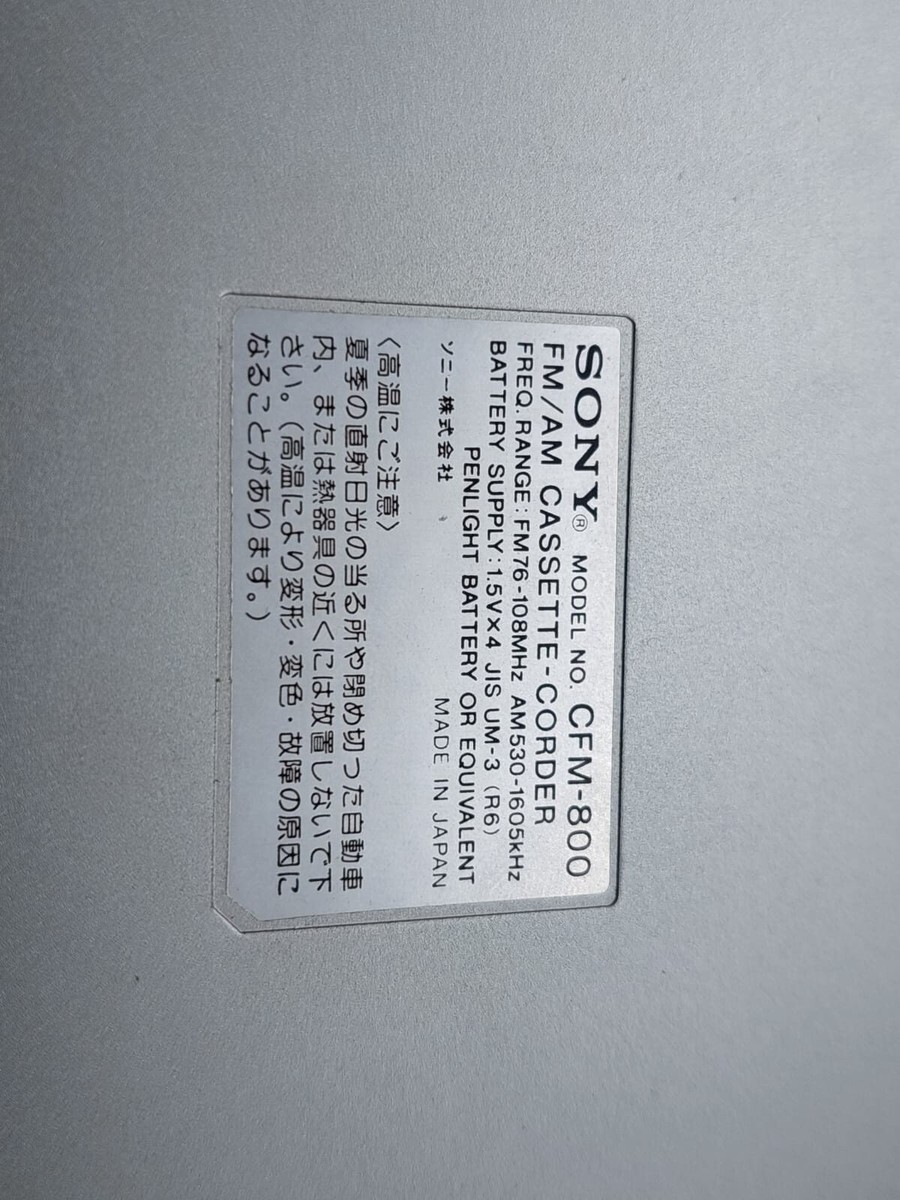 SONY® MODEL NO. CFM-800
FM/AM CASSETTE-CORDER
FREQ. RANGE: FM76-108MHz AM530-1605kHz
BATTERY SUPPLY: 1.5V×4 JIS UM-3 (R6)
PENLIGHT BATTERY OR EQUIVALENT
ソニー株式会社 MADE IN JAPAN
〈高温にご注意〉
夏季の直射日光の当る所や閉め切った自動車
内、または熱器具の近くには放置しないで下
さい。(高温により変形・変色・故障の原因に
なることがあります。)